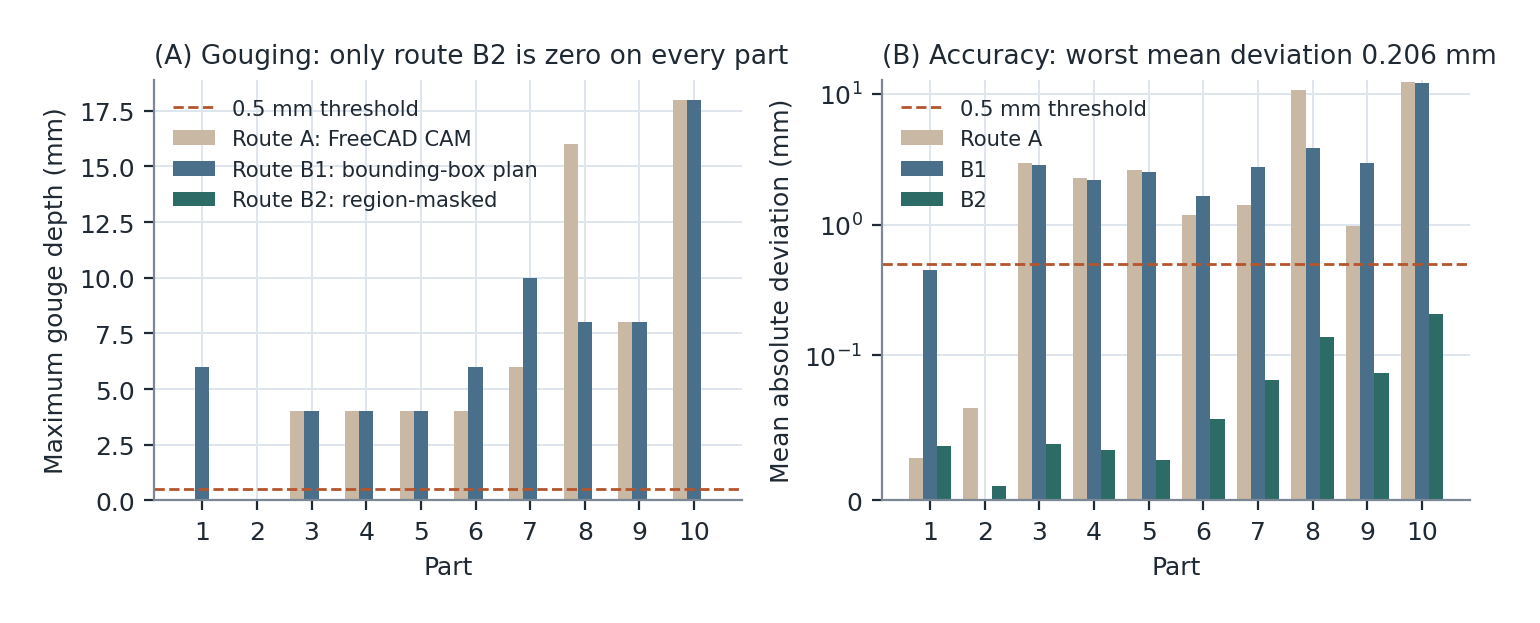 (A) Gouging: only route B2 is zero on every part
Maximum gouge depth (mm)
17.5
15.0
12.5
10.0
7.5
5.0
2.5
0.0
0.5 mm threshold
Route A: FreeCAD CAM
Route B1: bounding-box plan
Route B2: region-masked
1 2 3 4 5 6 7 8 9 10
Part
(B) Accuracy: worst mean deviation 0.206 mm
Mean absolute deviation (mm)
10¹
10⁰
10⁻¹
0
0.5 mm threshold
Route A
B1
B2
1 2 3 4 5 6 7 8 9 10
Part